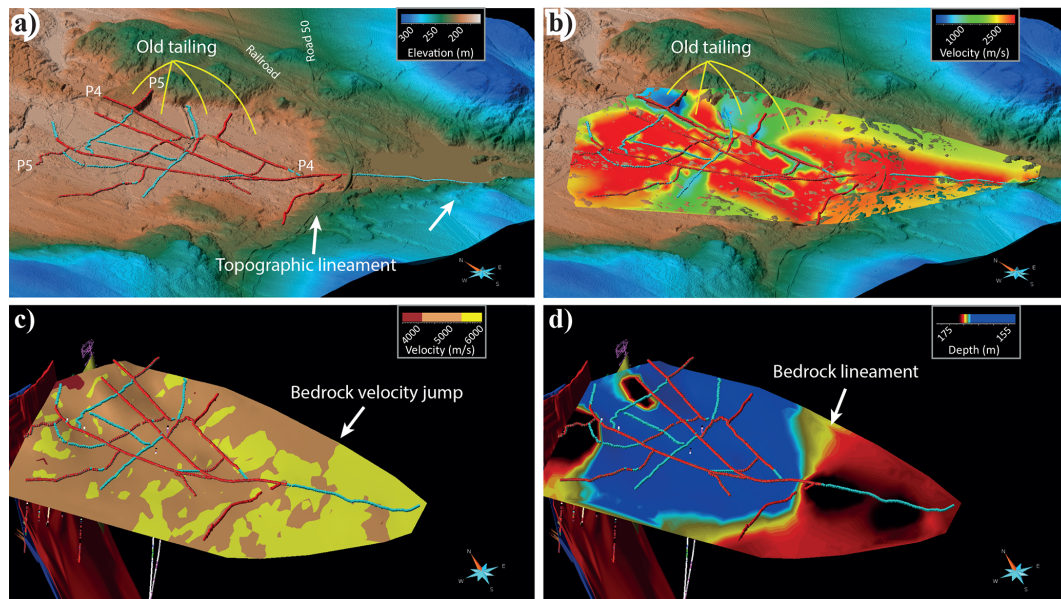 a)
Old tailing
Railroad
Road 50
300 250 200
Elevation (m)
P4
P5
P5
P4
Topographic lineament
N
E
W
S
b)
Old tailing
1000 2500
Velocity (m/s)
N
E
W
S
c)
4000 5000 6000
Velocity (m/s)
Bedrock velocity jump
N
E
W
S
d)
175 155
Depth (m)
Bedrock lineament
N
E
W
S